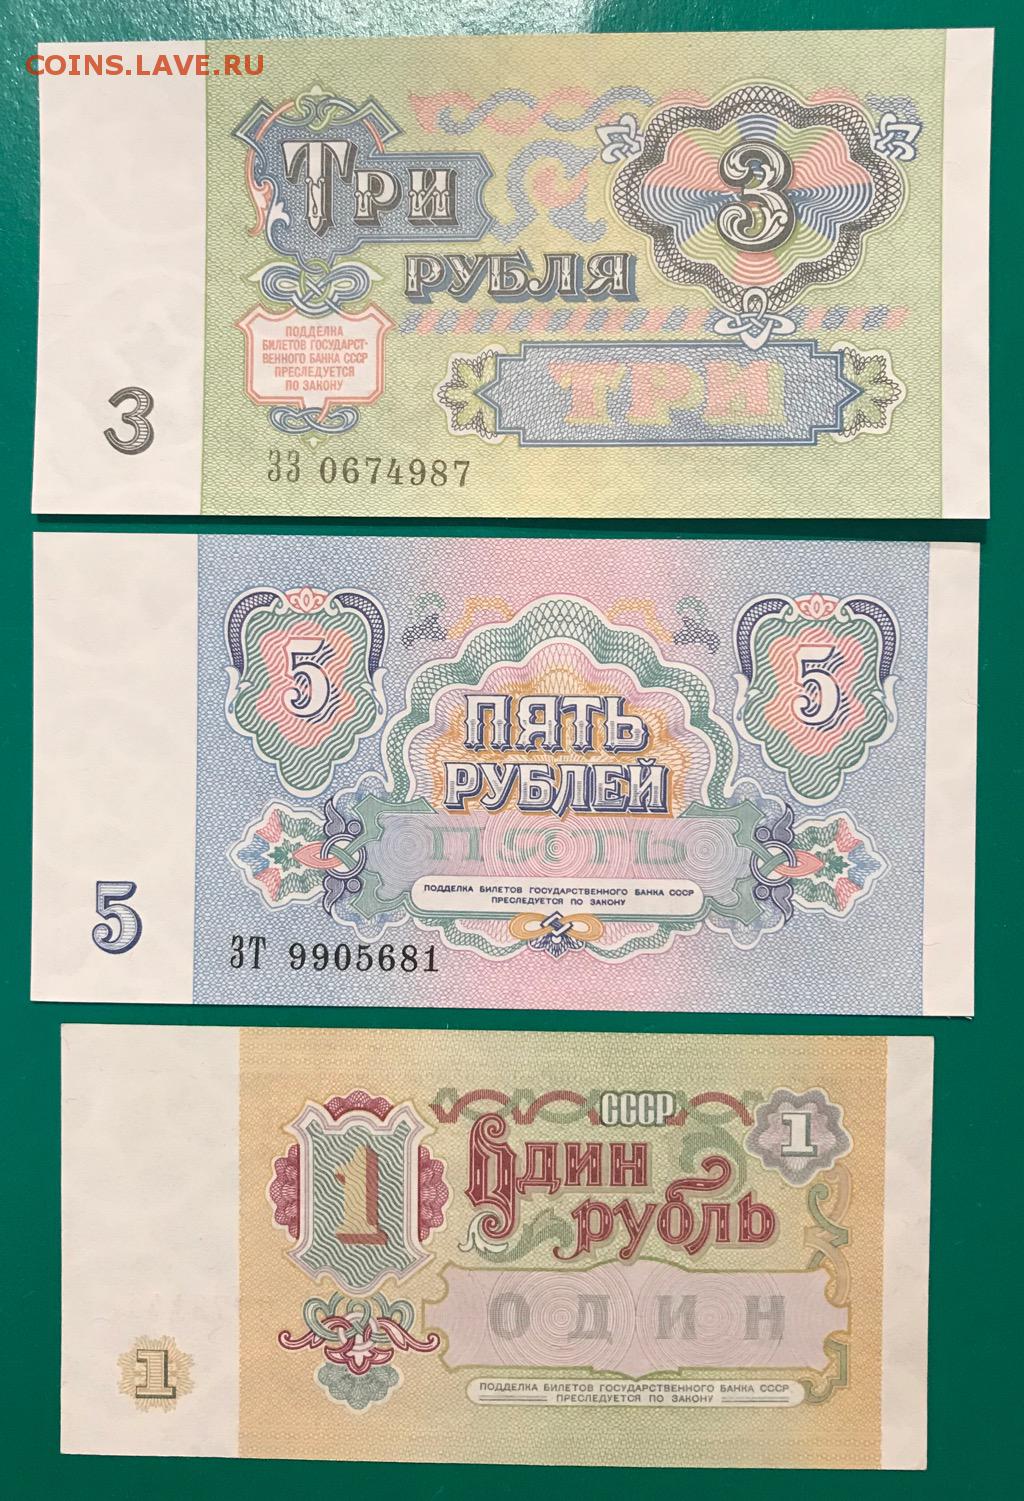 COINS.LAVE.RU
ТРИ
РУБЛЯ
3
ПОДДЕЛКА
БИЛЕТОВ ГОСУДАРСТ-
ВЕННОГО БАНКА СССР
ПРЕСЛЕДУЕТСЯ
ПО ЗАКОНУ
ТРИ
3
ЗЗ 0674987
5
5
ПЯТЬ
РУБЛЕЙ
ПЯТЬ
ПОДДЕЛКА БИЛЕТОВ ГОСУДАРСТВЕННОГО БАНКА СССР
ПРЕСЛЕДУЕТСЯ ПО ЗАКОНУ
5
ЗТ 9905681
СССР
1
1
Один
рубль
ОДИН
1
ПОДДЕЛКА БИЛЕТОВ ГОСУДАРСТВЕННОГО БАНКА СССР
ПРЕСЛЕДУЕТСЯ ПО ЗАКОНУ